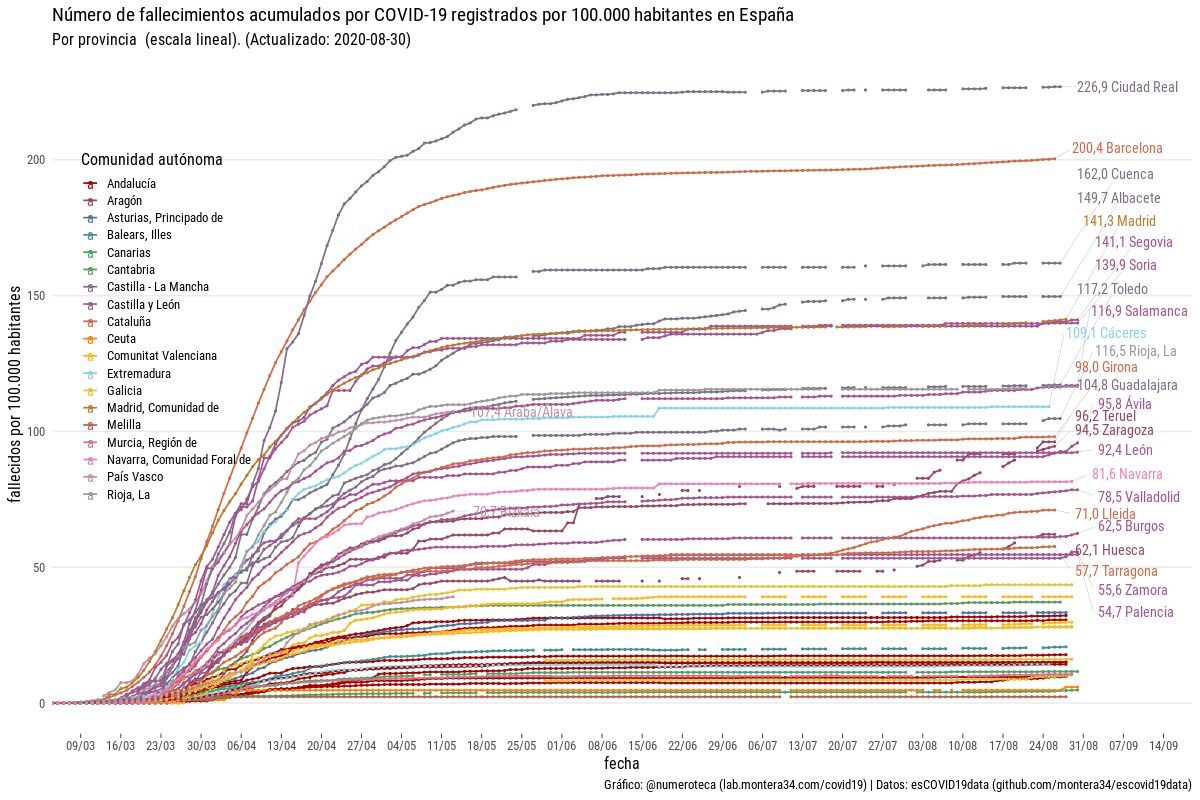 Número de fallecimientos acumulados por COVID-19 registrados por 100.000 habitantes en España
Por provincia (escala lineal). (Actualizado: 2020-08-30)
fallecidos por 100.000 habitantes
200
150
100
50
0
Comunidad autónoma
Andalucía
Aragón
Asturias, Principado de
Balears, Illes
Canarias
Cantabria
Castilla - La Mancha
Castilla y León
Cataluña
Ceuta
Comunitat Valenciana
Extremadura
Galicia
Madrid, Comunidad de
Melilla
Murcia, Región de
Navarra, Comunidad Foral de
País Vasco
Rioja, La
107,4 Araba/Álava
226,9 Ciudad Real
200,4 Barcelona
162,0 Cuenca
149,7 Albacete
141,3 Madrid
141,1 Segovia
139,9 Soria
117,2 Toledo
116,9 Salamanca
109,1 Cáceres
116,5 Rioja, La
98,0 Girona
104,8 Guadalajara
95,8 Ávila
96,2 Teruel
94,5 Zaragoza
92,4 León
81,6 Navarra
78,5 Valladolid
71,0 Lleida
62,5 Burgos
62,1 Huesca
57,7 Tarragona
55,6 Zamora
54,7 Palencia
09/03 16/03 23/03 30/03 06/04 13/04 20/04 27/04 04/05 11/05 18/05 25/05 01/06 08/06 15/06 22/06 29/06 06/07 13/07 20/07 27/07 03/08 10/08 17/08 24/08 31/08 07/09 14/09
fecha
Gráfico: @numeroteca (lab.montera34.com/covid19) | Datos: esCOVID19data (github.com/montera34/escovid19data)